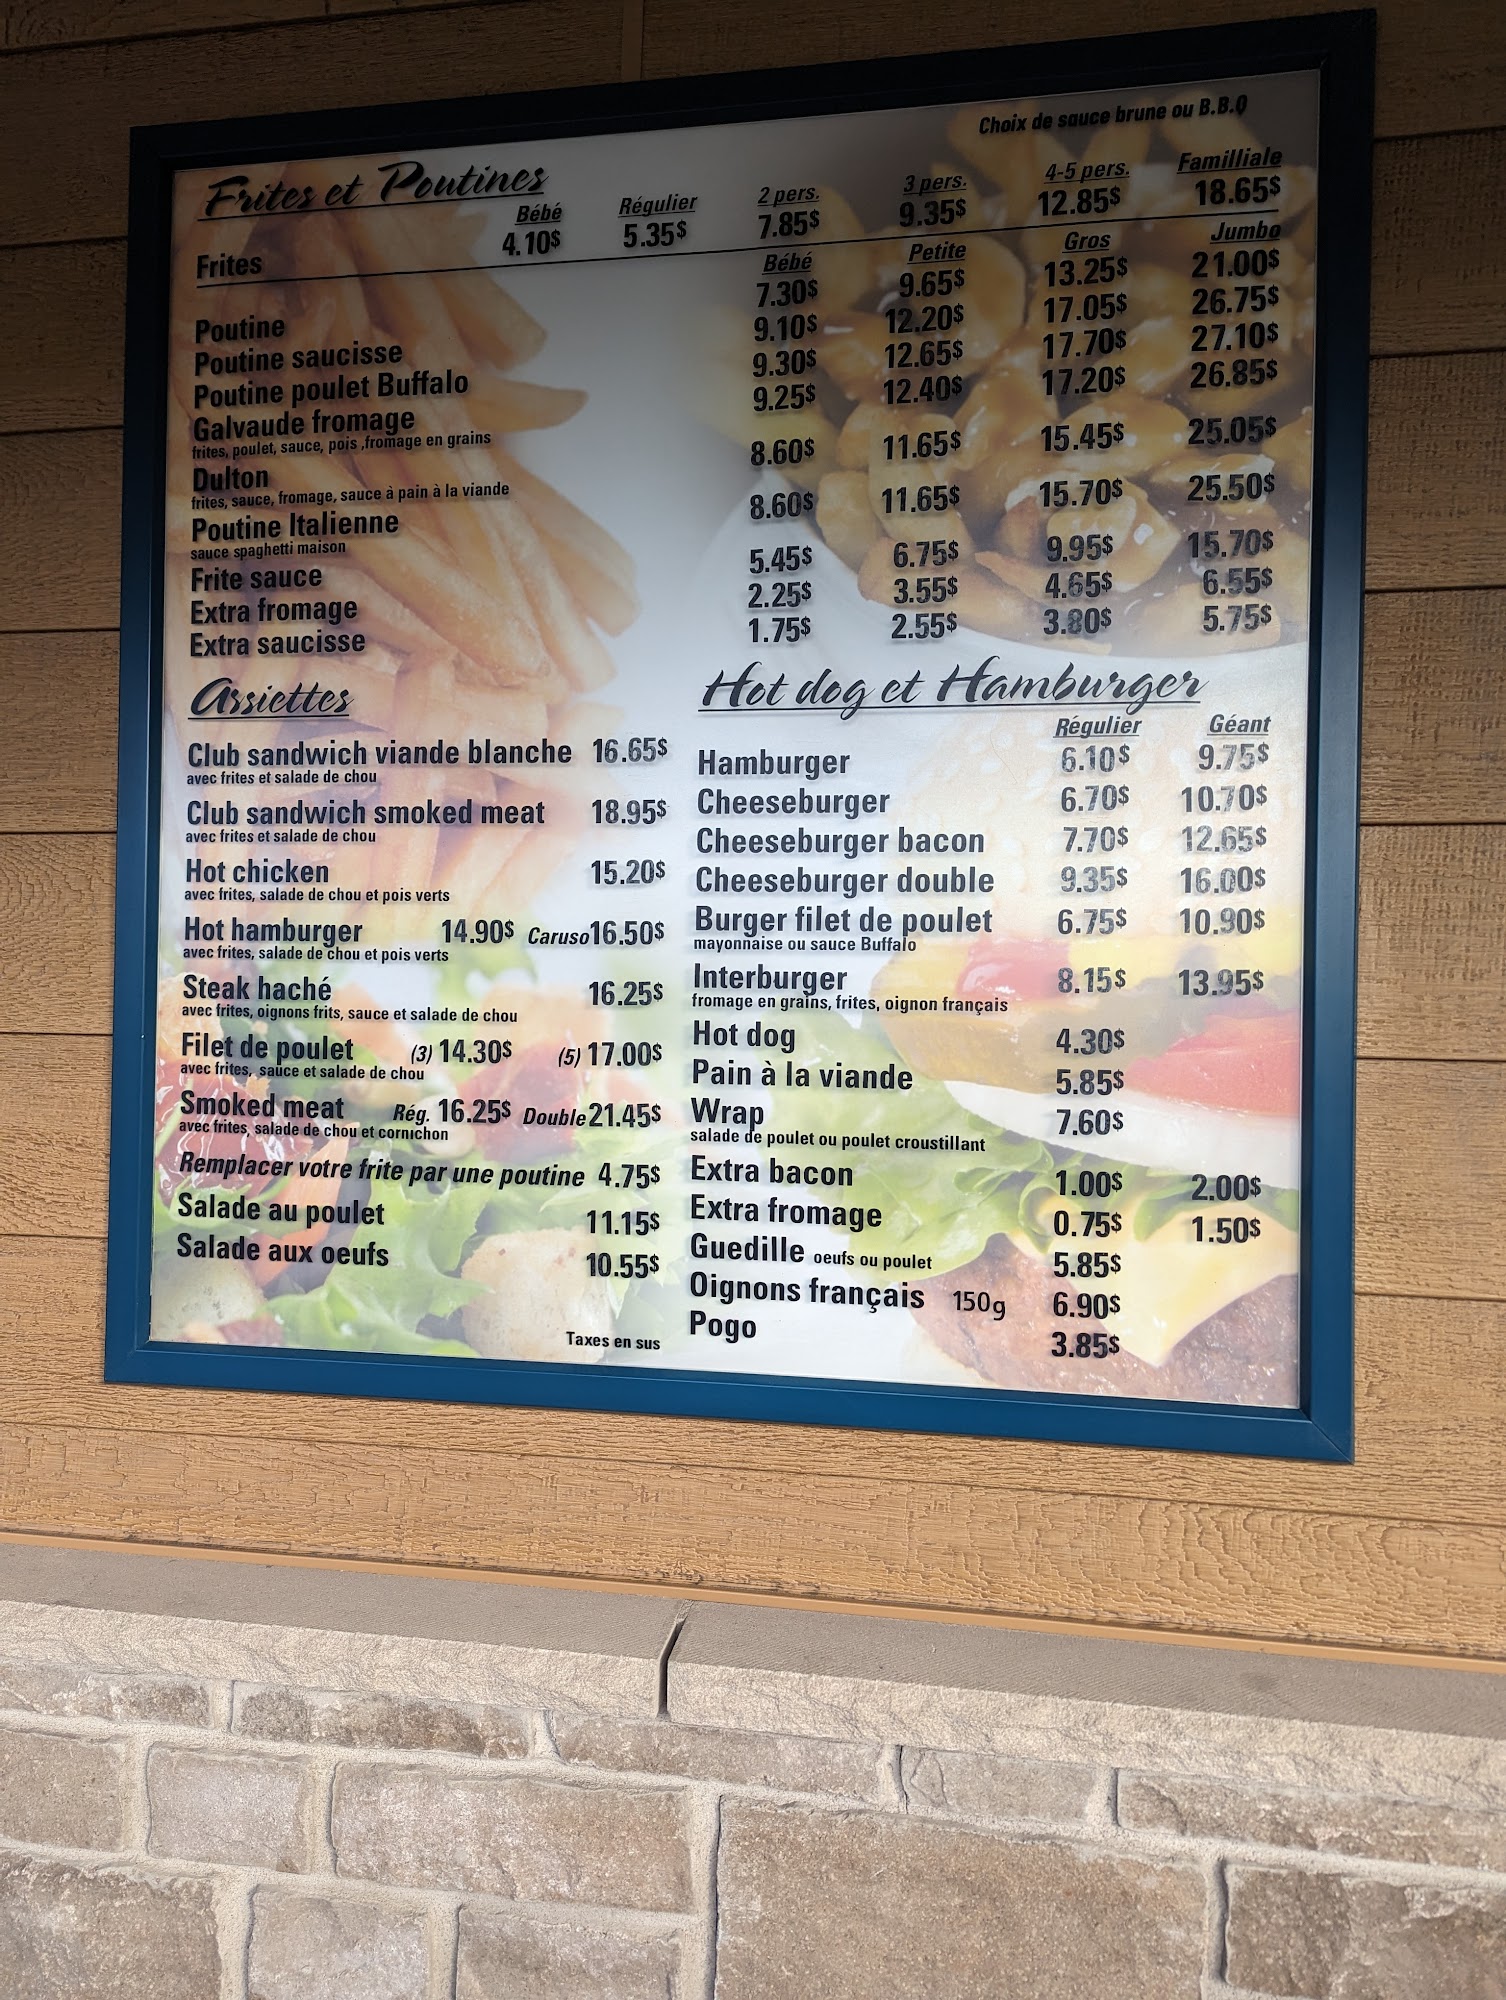 Choix de sauce brune ou B.B.Q
Frites et Poutines
Bébé Régulier 2 pers. 3 pers. 4-5 pers. Familliale
Frites 4.10$ 5.35$ 7.85$ 9.35$ 12.85$ 18.65$
Bébé Petite Gros Jumbo
Poutine 7.30$ 9.65$ 13.25$ 21.00$
Poutine saucisse 9.10$ 12.20$ 17.05$ 26.75$
Poutine poulet Buffalo 9.30$ 12.65$ 17.70$ 27.10$
Galvaude fromage 9.25$ 12.40$ 17.20$ 26.85$
frites, poulet, sauce, pois ,fromage en grains
Dulton 8.60$ 11.65$ 15.45$ 25.05$
frites, sauce, fromage, sauce à pain à la viande
Poutine Italienne 8.60$ 11.65$ 15.70$ 25.50$
sauce spaghetti maison
Frite sauce 5.45$ 6.75$ 9.95$ 15.70$
Extra fromage 2.25$ 3.55$ 4.65$ 6.55$
Extra saucisse 1.75$ 2.55$ 3.80$ 5.75$
Assiettes
Club sandwich viande blanche 16.65$
avec frites et salade de chou
Club sandwich smoked meat 18.95$
avec frites et salade de chou
Hot chicken 15.20$
avec frites, salade de chou et pois verts
Hot hamburger 14.90$ Caruso 16.50$
avec frites, salade de chou et pois verts
Steak haché 16.25$
avec frites, oignons frits, sauce et salade de chou
Filet de poulet (3) 14.30$ (5) 17.00$
avec frites, sauce et salade de chou
Smoked meat Rég. 16.25$ Double 21.45$
avec frites, salade de chou et cornichon
Remplacer votre frite par une poutine 4.75$
Salade au poulet 11.15$
Salade aux oeufs 10.55$
Taxes en sus
Hot dog et Hamburger
Régulier Géant
Hamburger 6.10$ 9.75$
Cheeseburger 6.70$ 10.70$
Cheeseburger bacon 7.70$ 12.65$
Cheeseburger double 9.35$ 16.00$
Burger filet de poulet 6.75$ 10.90$
mayonnaise ou sauce Buffalo
Interburger 8.15$ 13.95$
fromage en grains, frites, oignon français
Hot dog 4.30$
Pain à la viande 5.85$
Wrap 7.60$
salade de poulet ou poulet croustillant
Extra bacon 1.00$ 2.00$
Extra fromage 0.75$ 1.50$
Guedille oeufs ou poulet 5.85$
Oignons français 150g 6.90$
Pogo 3.85$